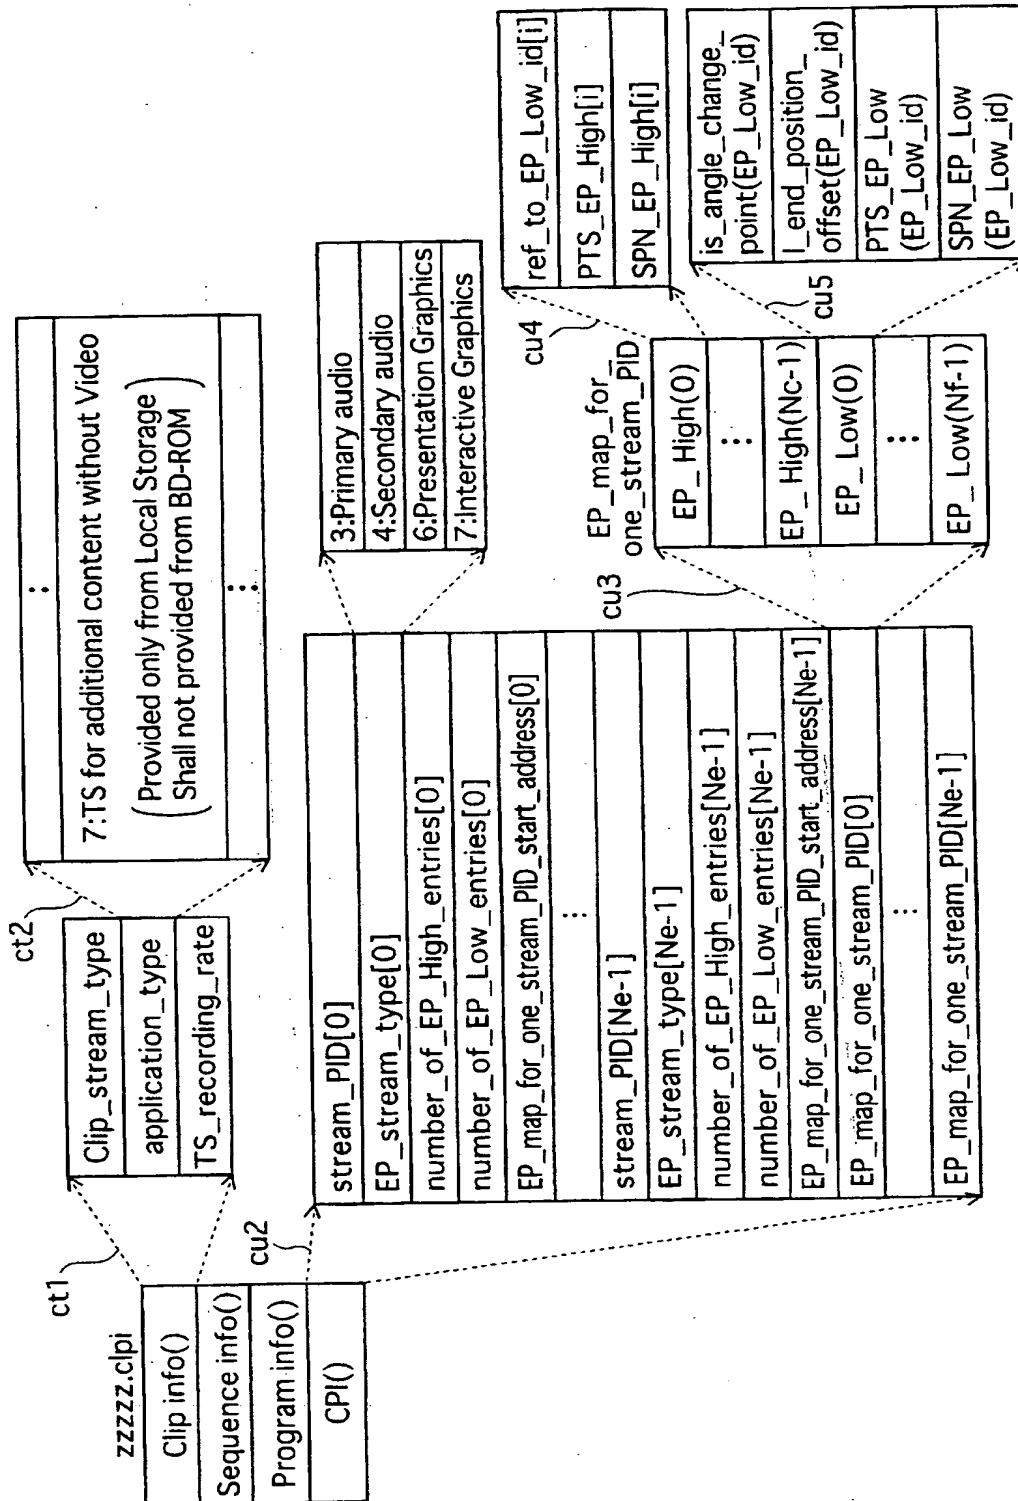 zzzzz.clpi
Clip info()
Sequence info()
Program info()
CPI()
ct1
Clip_stream_type
application_type
TS_recording_rate
ct2
⋮
7:TS for additional content without Video
(Provided only from Local Storage
Shall not provided from BD-ROM)
⋮
cu2
stream_PID[0]
EP_stream_type[0]
number_of_EP_High_entries[0]
number_of_EP_Low_entries[0]
EP_map_for_one_stream_PID_start_address[0]
⋮
stream_PID[Ne-1]
EP_stream_type[Ne-1]
number_of_EP_High_entries[Ne-1]
number_of_EP_Low_entries[Ne-1]
EP_map_for_one_stream_PID_start_address[Ne-1]
EP_map_for_one_stream_PID[0]
⋮
EP_map_for_one_stream_PID[Ne-1]
3:Primary audio
4:Secondary audio
6:Presentation Graphics
7:Interactive Graphics
cu3
EP_map_for_
one_stream_PID
EP_High(0)
⋮
EP_High(Nc-1)
EP_Low(0)
⋮
EP_Low(Nf-1)
cu4
ref_to_EP_Low_id[i]
PTS_EP_High[i]
SPN_EP_High[i]
cu5
is_angle_change_
point(EP_Low_id)
I_end_position_
offset(EP_Low_id)
PTS_EP_Low
(EP_Low_id)
SPN_EP_Low
(EP_Low_id)